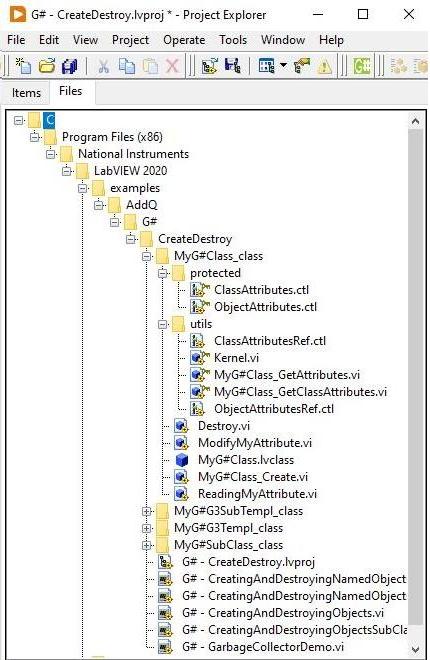 G# - CreateDestroy.lvproj * - Project Explorer
File Edit View Project Operate Tools Window Help
G#
Items Files
C
Program Files (x86)
National Instruments
LabVIEW 2020
examples
AddQ
G#
CreateDestroy
MyG#Class_class
protected
ClassAttributes.ctl
ObjectAttributes.ctl
utils
ClassAttributesRef.ctl
Kernel.vi
MyG#Class_GetAttributes.vi
MyG#Class_GetClassAttributes.vi
ObjectAttributesRef.ctl
Destroy.vi
ModifyMyAttribute.vi
MyG#Class.lvclass
MyG#Class_Create.vi
ReadingMyAttribute.vi
MyG#G3SubTempl_class
MyG#G3Templ_class
MyG#SubClass_class
G# - CreateDestroy.lvproj
G# - CreatingAndDestroyingNamedObject
G# - CreatingAndDestroyingNamedObject
G# - CreatingAndDestroyingObjects.vi
G# - CreatingAndDestroyingObjectsSubCla
G# - GarbageCollectorDemo.vi